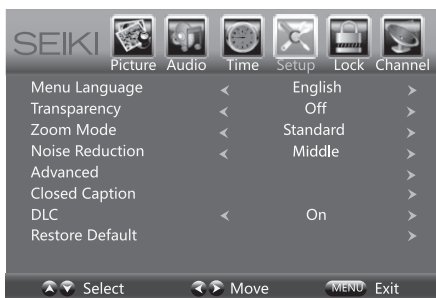 SEIKI
Picture Audio Time Setup Lock Channel
Menu Language English
Transparency Off
Zoom Mode Standard
Noise Reduction Middle
Advanced
Closed Caption
DLC On
Restore Default
Select Move MENU Exit